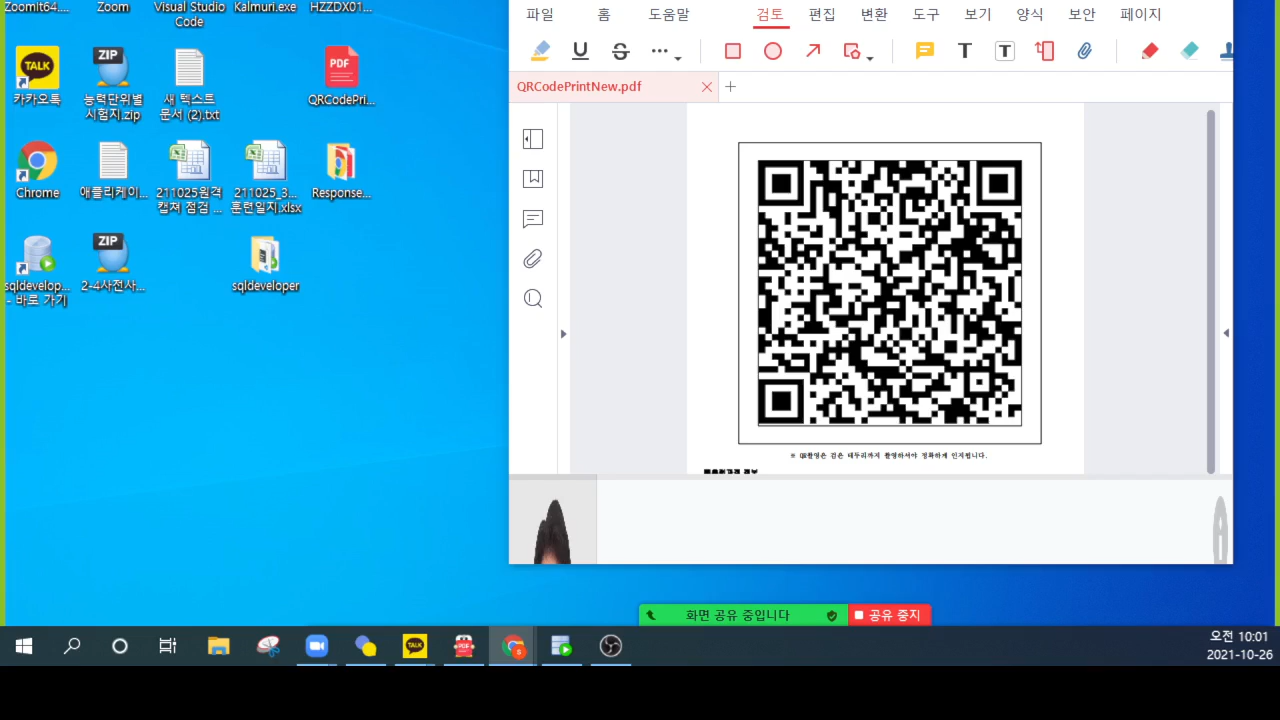 Zoomit64....
Zoom
Visual Studio
Code
Kalmuri.exe
HZZDX01...
카카오톡
능력단위별
시험지.zip
새 텍스트
문서 (2).txt
QRCodePri...
Chrome
애플리케이...
211025원격
캡쳐 점검 ...
211025_3...
훈련일지.xlsx
Response...
sqldevelop...
- 바로 가기
2-4사전사...
sqldeveloper
파일 홈 도움말 검토 편집 변환 도구 보기 양식 보안 페이지
QRCodePrintNew.pdf
※ QR촬영은 검은 테두리까지 촬영하셔야 정확하게 인지됩니다.
화면 공유 중입니다
공유 중지
오전 10:01
2021-10-26